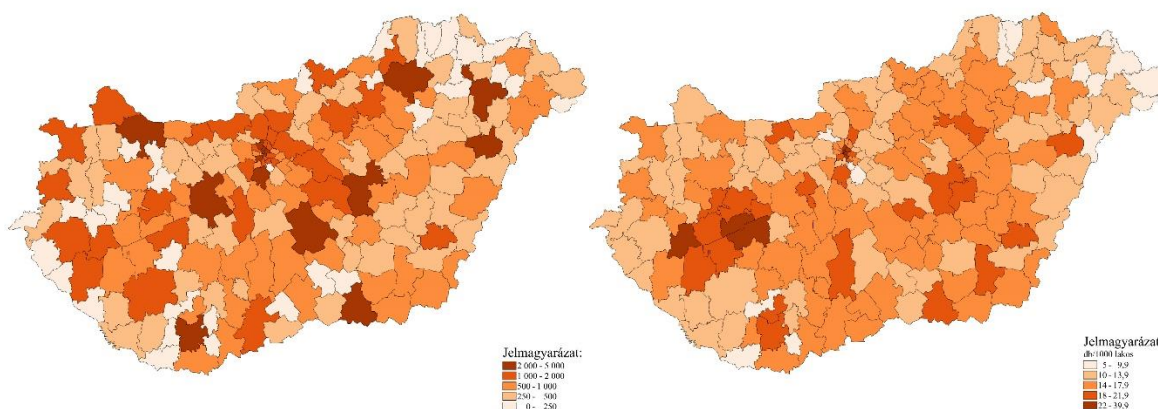 Jelmagyarázat:
2 000 - 5 000
1 000 - 2 000
500 - 1 000
250 - 500
0 - 250
Jelmagyarázat
db/1000 lakos
5 - 9,9
10 - 13,9
14 - 17,9
18 - 21,9
22 - 39,9